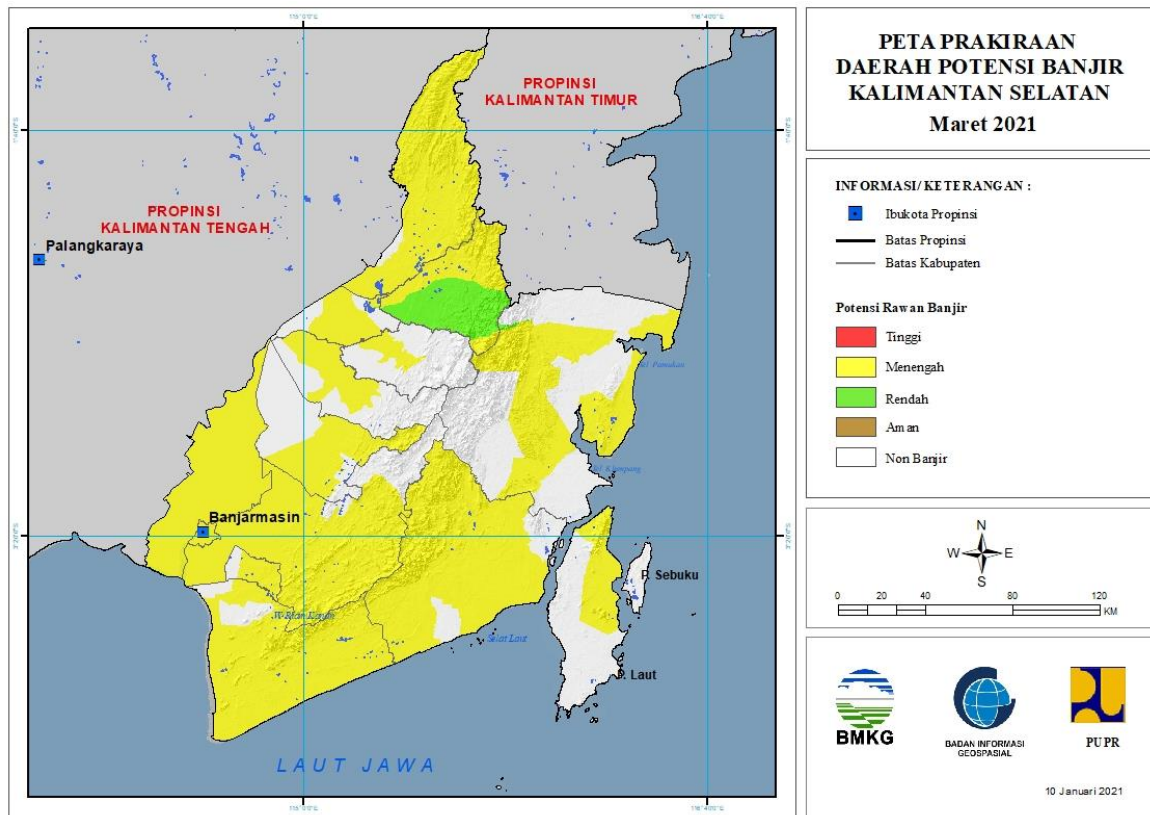 PETA PRAKIRAAN
DAERAH POTENSI BANJIR
KALIMANTAN SELATAN
Maret 2021
INFORMASI/ KETERANGAN :
Ibukota Propinsi
Batas Propinsi
Batas Kabupaten
Potensi Rawan Banjir
Tinggi
Menengah
Rendah
Aman
Non Banjir
N
W E
S
0 20 40 80 120
KM
BMKG
BADAN INFORMASI
GEOSPASIAL
PUPR
10 Januari 2021
PROPINSI
KALIMANTAN TIMUR
PROPINSI
KALIMANTAN TENGAH
Palangkaraya
Banjarmasin
P. Sebuku
Selat Laut
P. Laut
LAUT JAWA